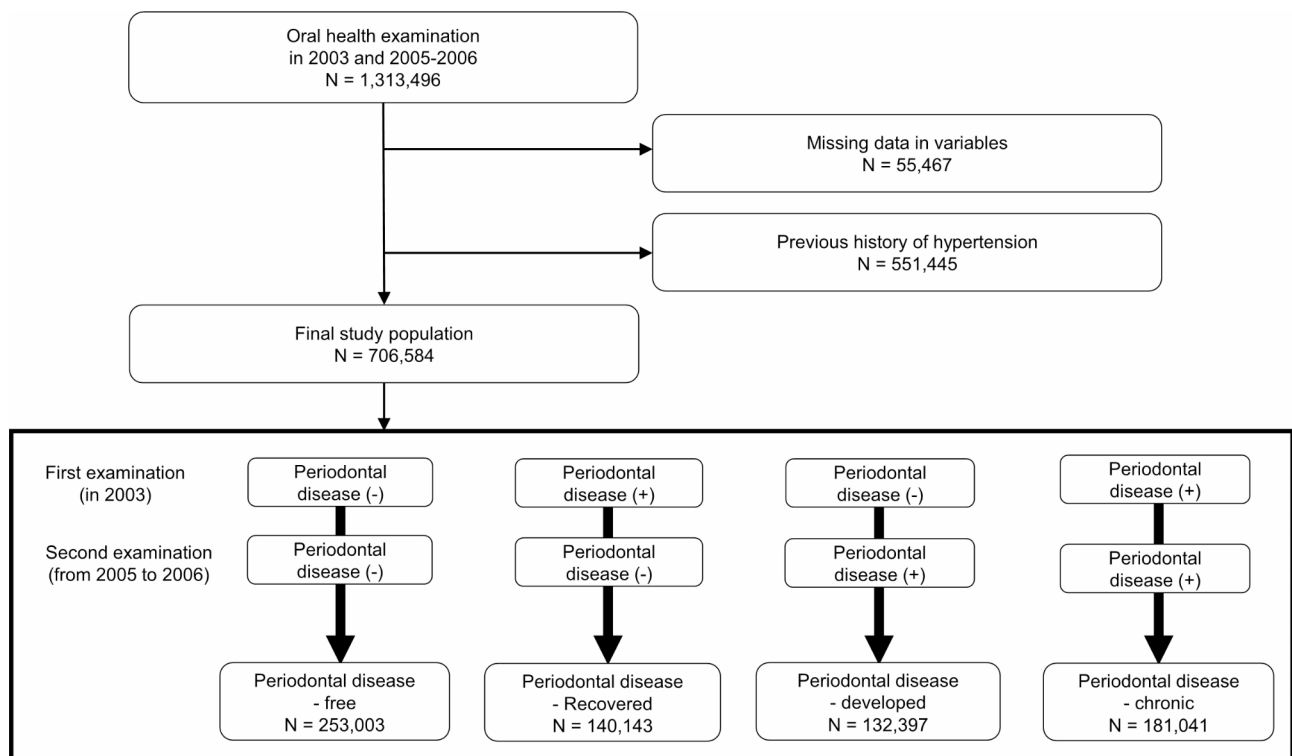 Oral health examination
in 2003 and 2005-2006
N = 1,313,496
Missing data in variables
N = 55,467
Previous history of hypertension
N = 551,445
Final study population
N = 706,584
First examination
(in 2003)
Periodontal
disease (-)
Periodontal
disease (+)
Periodontal
disease (-)
Periodontal
disease (+)
Second examination
(from 2005 to 2006)
Periodontal
disease (-)
Periodontal
disease (-)
Periodontal
disease (+)
Periodontal
disease (+)
Periodontal disease
- free
N = 253,003
Periodontal disease
- Recovered
N = 140,143
Periodontal disease
- developed
N = 132,397
Periodontal disease
- chronic
N = 181,041